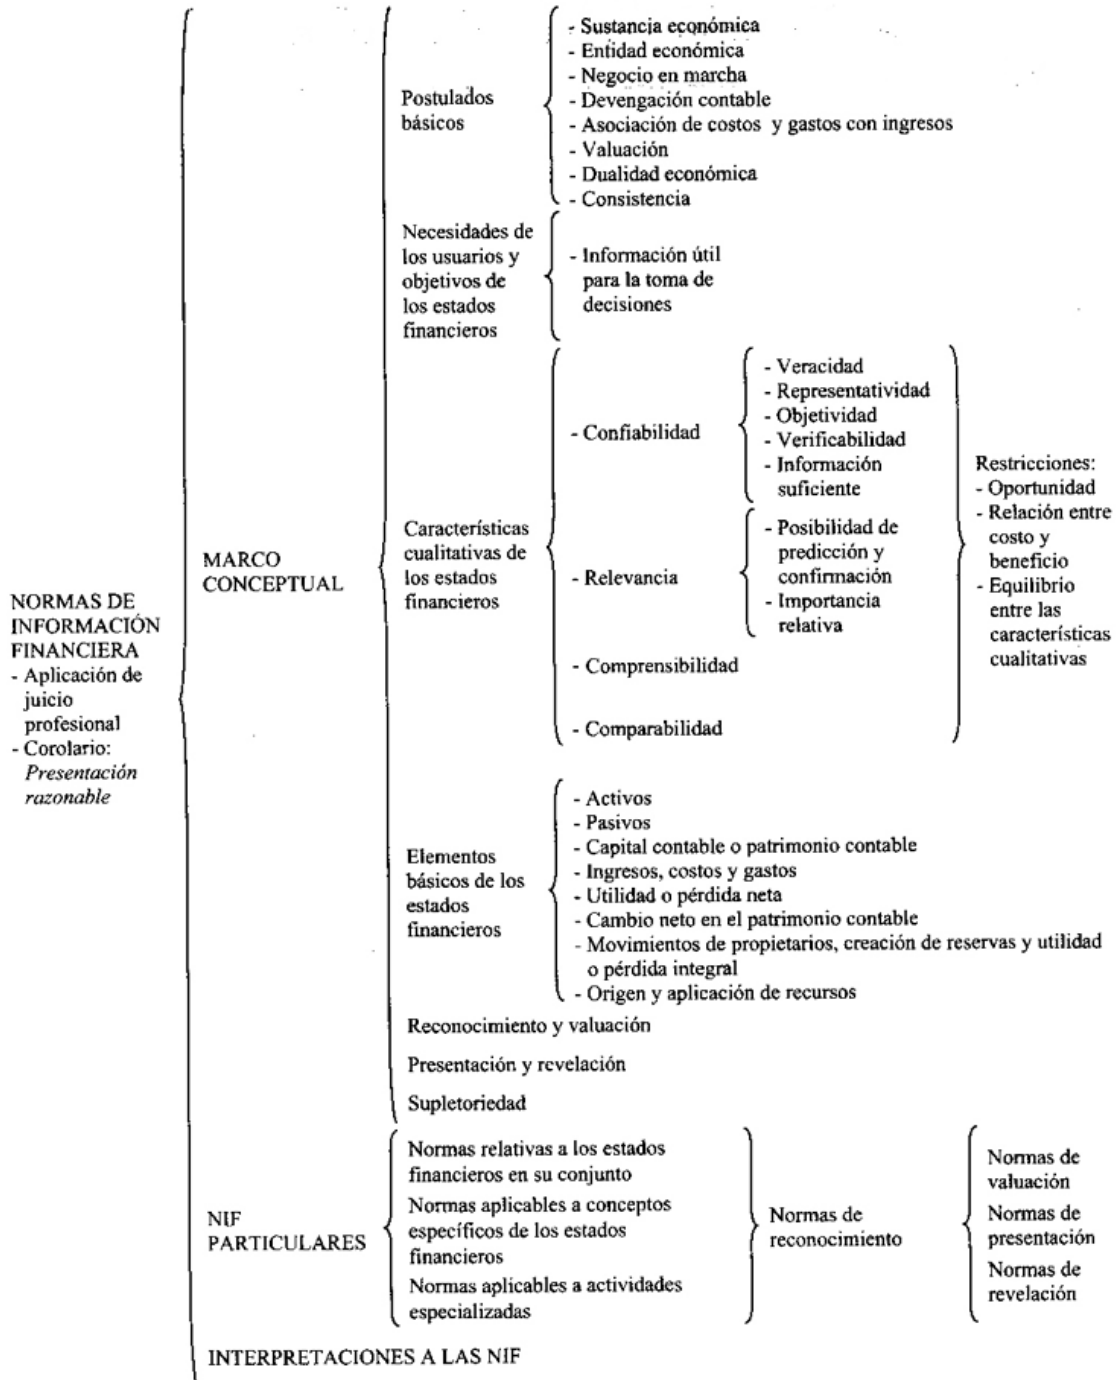 NORMAS DE
INFORMACIÓN
FINANCIERA
- Aplicación de
juicio
profesional
- Corolario:
Presentación
razonable
MARCO
CONCEPTUAL
Postulados
básicos
- Sustancia económica
- Entidad económica
- Negocio en marcha
- Devengación contable
- Asociación de costos y gastos con ingresos
- Valuación
- Dualidad económica
- Consistencia
Necesidades de
los usuarios y
objetivos de
los estados
financieros
- Información útil
para la toma de
decisiones
Características
cualitativas de
los estados
financieros
- Confiabilidad
- Veracidad
- Representatividad
- Objetividad
- Verificabilidad
- Información
suficiente
- Relevancia
- Posibilidad de
predicción y
confirmación
- Importancia
relativa
- Comprensibilidad
- Comparabilidad
Restricciones:
- Oportunidad
- Relación entre
costo y
beneficio
- Equilibrio
entre las
características
cualitativas
Elementos
básicos de los
estados
financieros
- Activos
- Pasivos
- Capital contable o patrimonio contable
- Ingresos, costos y gastos
- Utilidad o pérdida neta
- Cambio neto en el patrimonio contable
- Movimientos de propietarios, creación de reservas y utilidad
o pérdida integral
- Origen y aplicación de recursos
Reconocimiento y valuación
Presentación y revelación
Supletoriedad
NIF
PARTICULARES
Normas relativas a los estados
financieros en su conjunto
Normas aplicables a conceptos
específicos de los estados
financieros
Normas aplicables a actividades
especializadas
Normas de
reconocimiento
Normas de
valuación
Normas de
presentación
Normas de
revelación
INTERPRETACIONES A LAS NIF